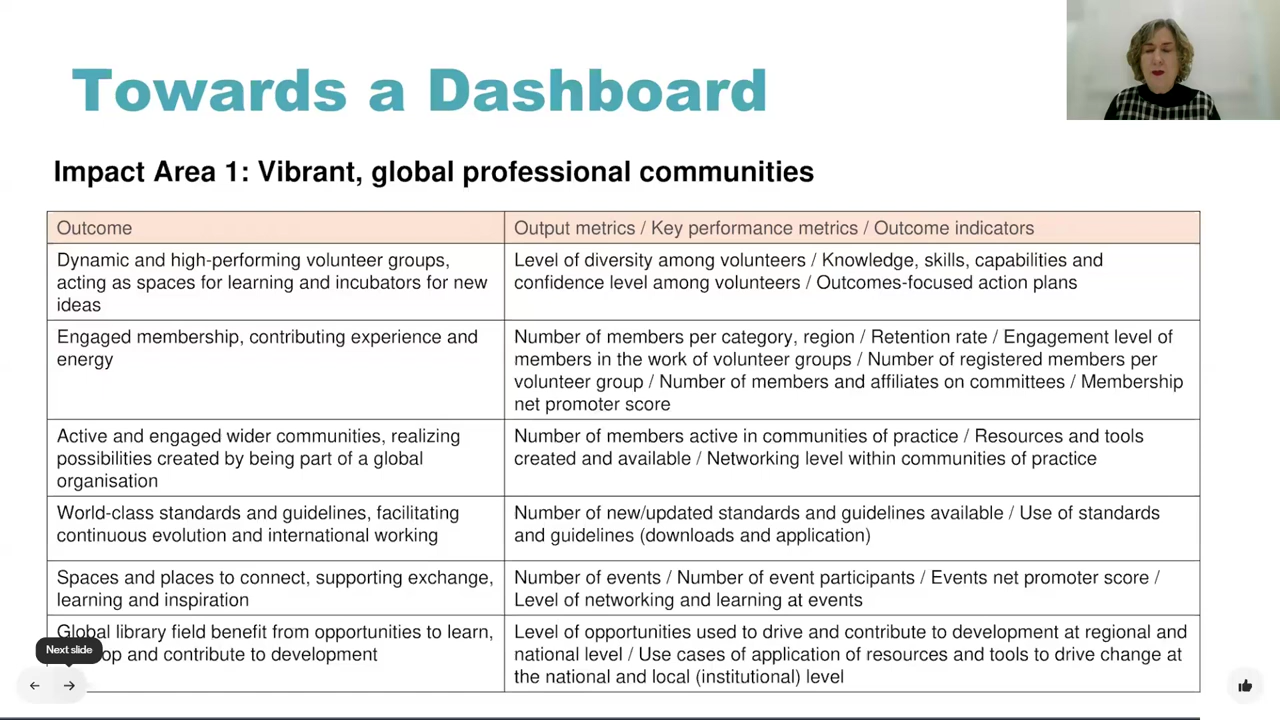 Towards a Dashboard
Impact Area 1: Vibrant, global professional communities
Outcome
Output metrics / Key performance metrics / Outcome indicators
Dynamic and high-performing volunteer groups,
acting as spaces for learning and incubators for new
ideas
Level of diversity among volunteers / Knowledge, skills, capabilities and
confidence level among volunteers / Outcomes-focused action plans
Engaged membership, contributing experience and
energy
Number of members per category, region / Retention rate / Engagement level of
members in the work of volunteer groups / Number of registered members per
volunteer group / Number of members and affiliates on committees / Membership
net promoter score
Active and engaged wider communities, realizing
possibilities created by being part of a global
organisation
Number of members active in communities of practice / Resources and tools
created and available / Networking level within communities of practice
World-class standards and guidelines, facilitating
continuous evolution and international working
Number of new/updated standards and guidelines available / Use of standards
and guidelines (downloads and application)
Spaces and places to connect, supporting exchange,
learning and inspiration
Number of events / Number of event participants / Events net promoter score /
Level of networking and learning at events
Global library field benefit from opportunities to learn,
and contribute to development
Level of opportunities used to drive and contribute to development at regional and
national level / Use cases of application of resources and tools to drive change at
the national and local (institutional) level
Next slide